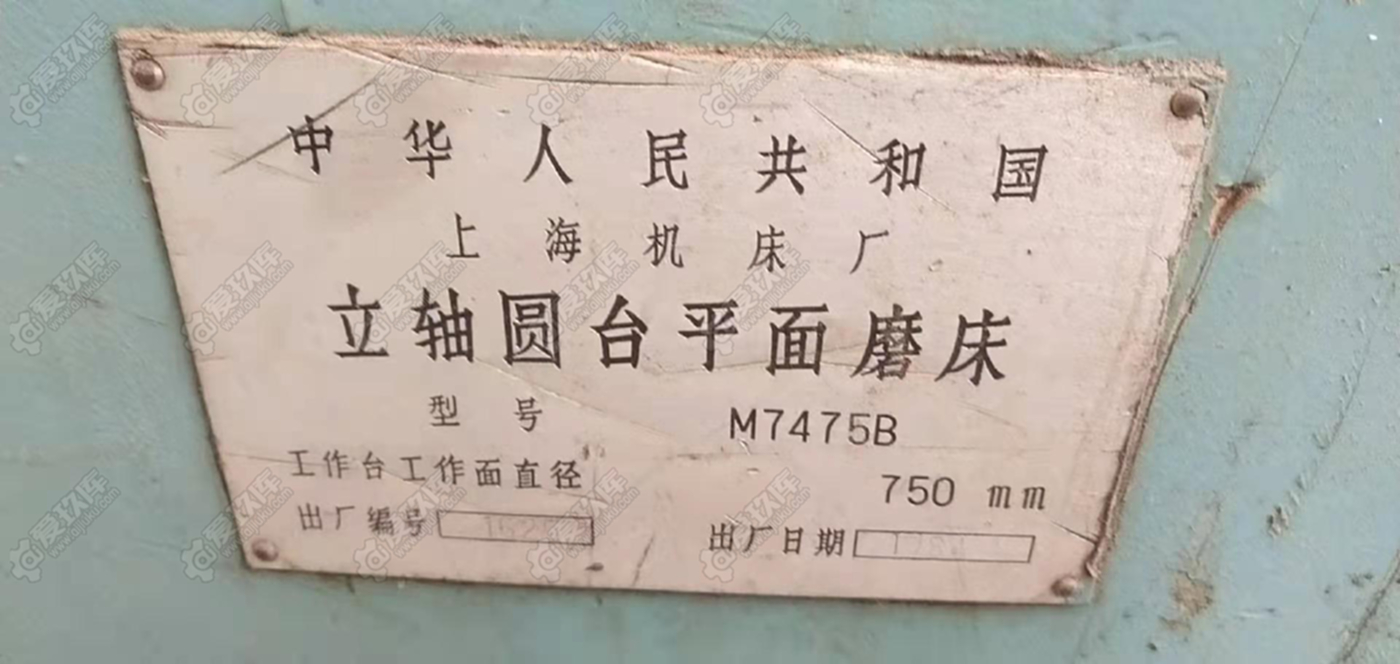 中华人民共和国
上海机床厂
立轴圆台平面磨床
型号 M7475B
工作台工作面直径 750 mm
出厂编号 出厂日期